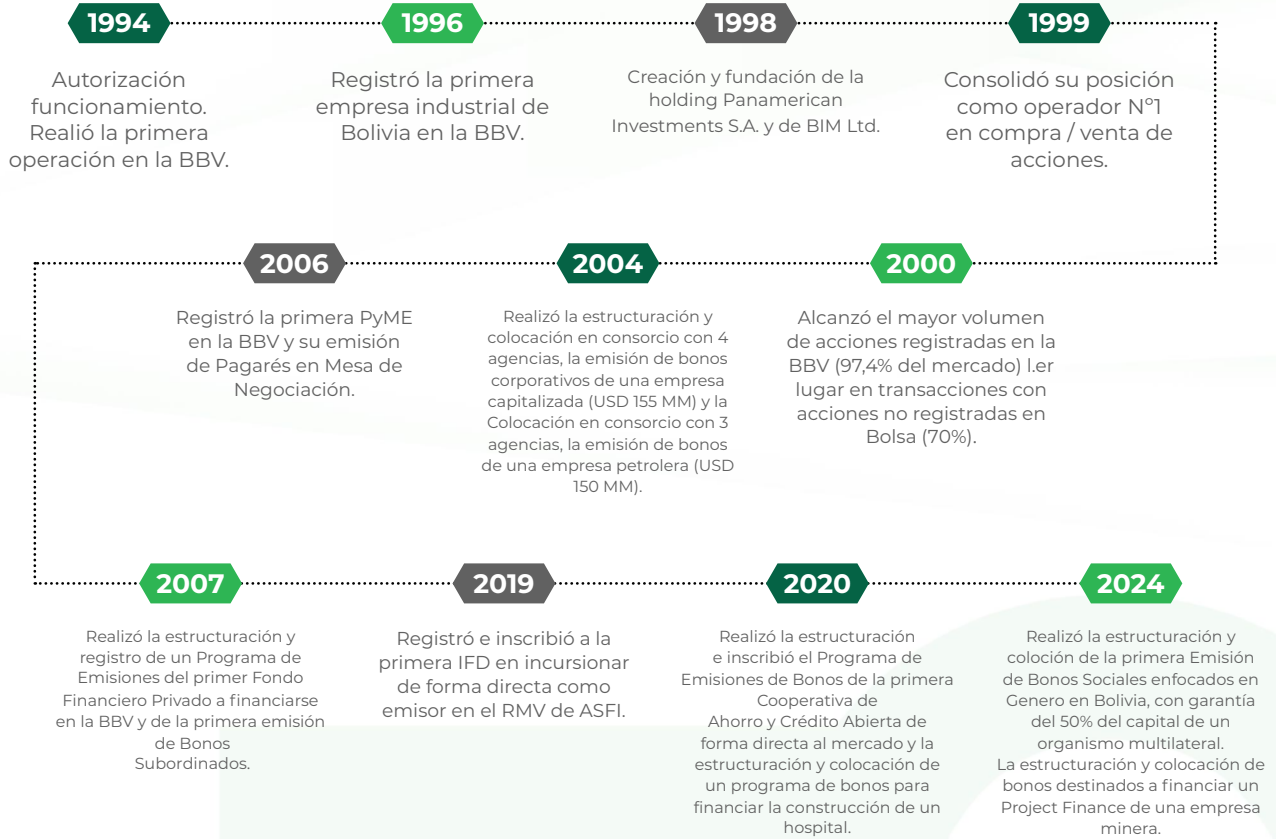 1994
Autorización
funcionamiento.
Realió la primera
operación en la BBV.
1996
Registró la primera
empresa industrial de
Bolivia en la BBV.
1998
Creación y fundación de la
holding Panamerican
Investments S.A. y de BIM Ltd.
1999
Consolidó su posición
como operador Nº1
en compra / venta de
acciones.
2000
Alcanzó el mayor volumen
de acciones registradas en la
BBV (97,4% del mercado) l.er
lugar en transacciones con
acciones no registradas en
Bolsa (70%).
2004
Realizó la estructuración y
colocación en consorcio con 4
agencias, la emisión de bonos
corporativos de una empresa
capitalizada (USD 155 MM) y la
Colocación en consorcio con 3
agencias, la emisión de bonos
de una empresa petrolera (USD
150 MM).
2006
Registró la primera PyME
en la BBV y su emisión
de Pagarés en Mesa de
Negociación.
2007
Realizó la estructuración y
registro de un Programa de
Emisiones del primer Fondo
Financiero Privado a financiarse
en la BBV y de la primera emisión
de Bonos
Subordinados.
2019
Registró e inscribió a la
primera IFD en incursionar
de forma directa como
emisor en el RMV de ASFI.
2020
Realizó la estructuración
e inscribió el Programa de
Emisiones de Bonos de la primera
Cooperativa de
Ahorro y Crédito Abierta de
forma directa al mercado y la
estructuración y colocación de
un programa de bonos para
financiar la construcción de un
hospital.
2024
Realizó la estructuración y
coloción de la primera Emisión
de Bonos Sociales enfocados en
Genero en Bolivia, con garantía
del 50% del capital de un
organismo multilateral.
La estructuración y colocación de
bonos destinados a financiar un
Project Finance de una empresa
minera.